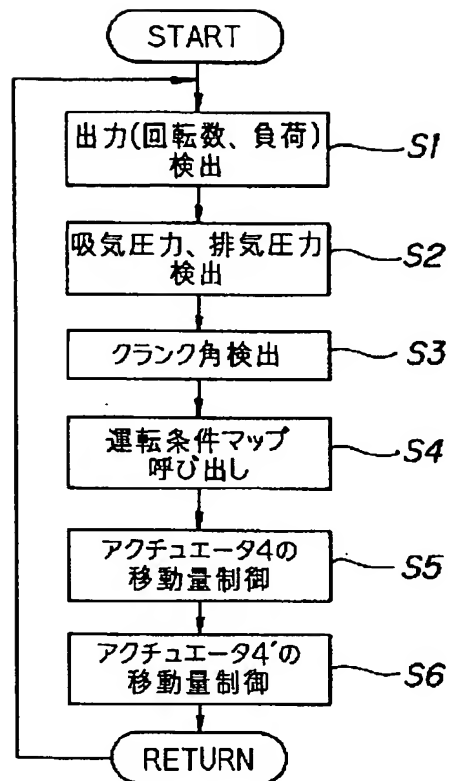 START
出力(回転数、負荷)
検出
S1
吸気圧力、排気圧力
検出
S2
クランク角検出
S3
運転条件マップ
呼び出し
S4
アクチュエータ4の
移動量制御
S5
アクチュエータ4'の
移動量制御
S6
RETURN